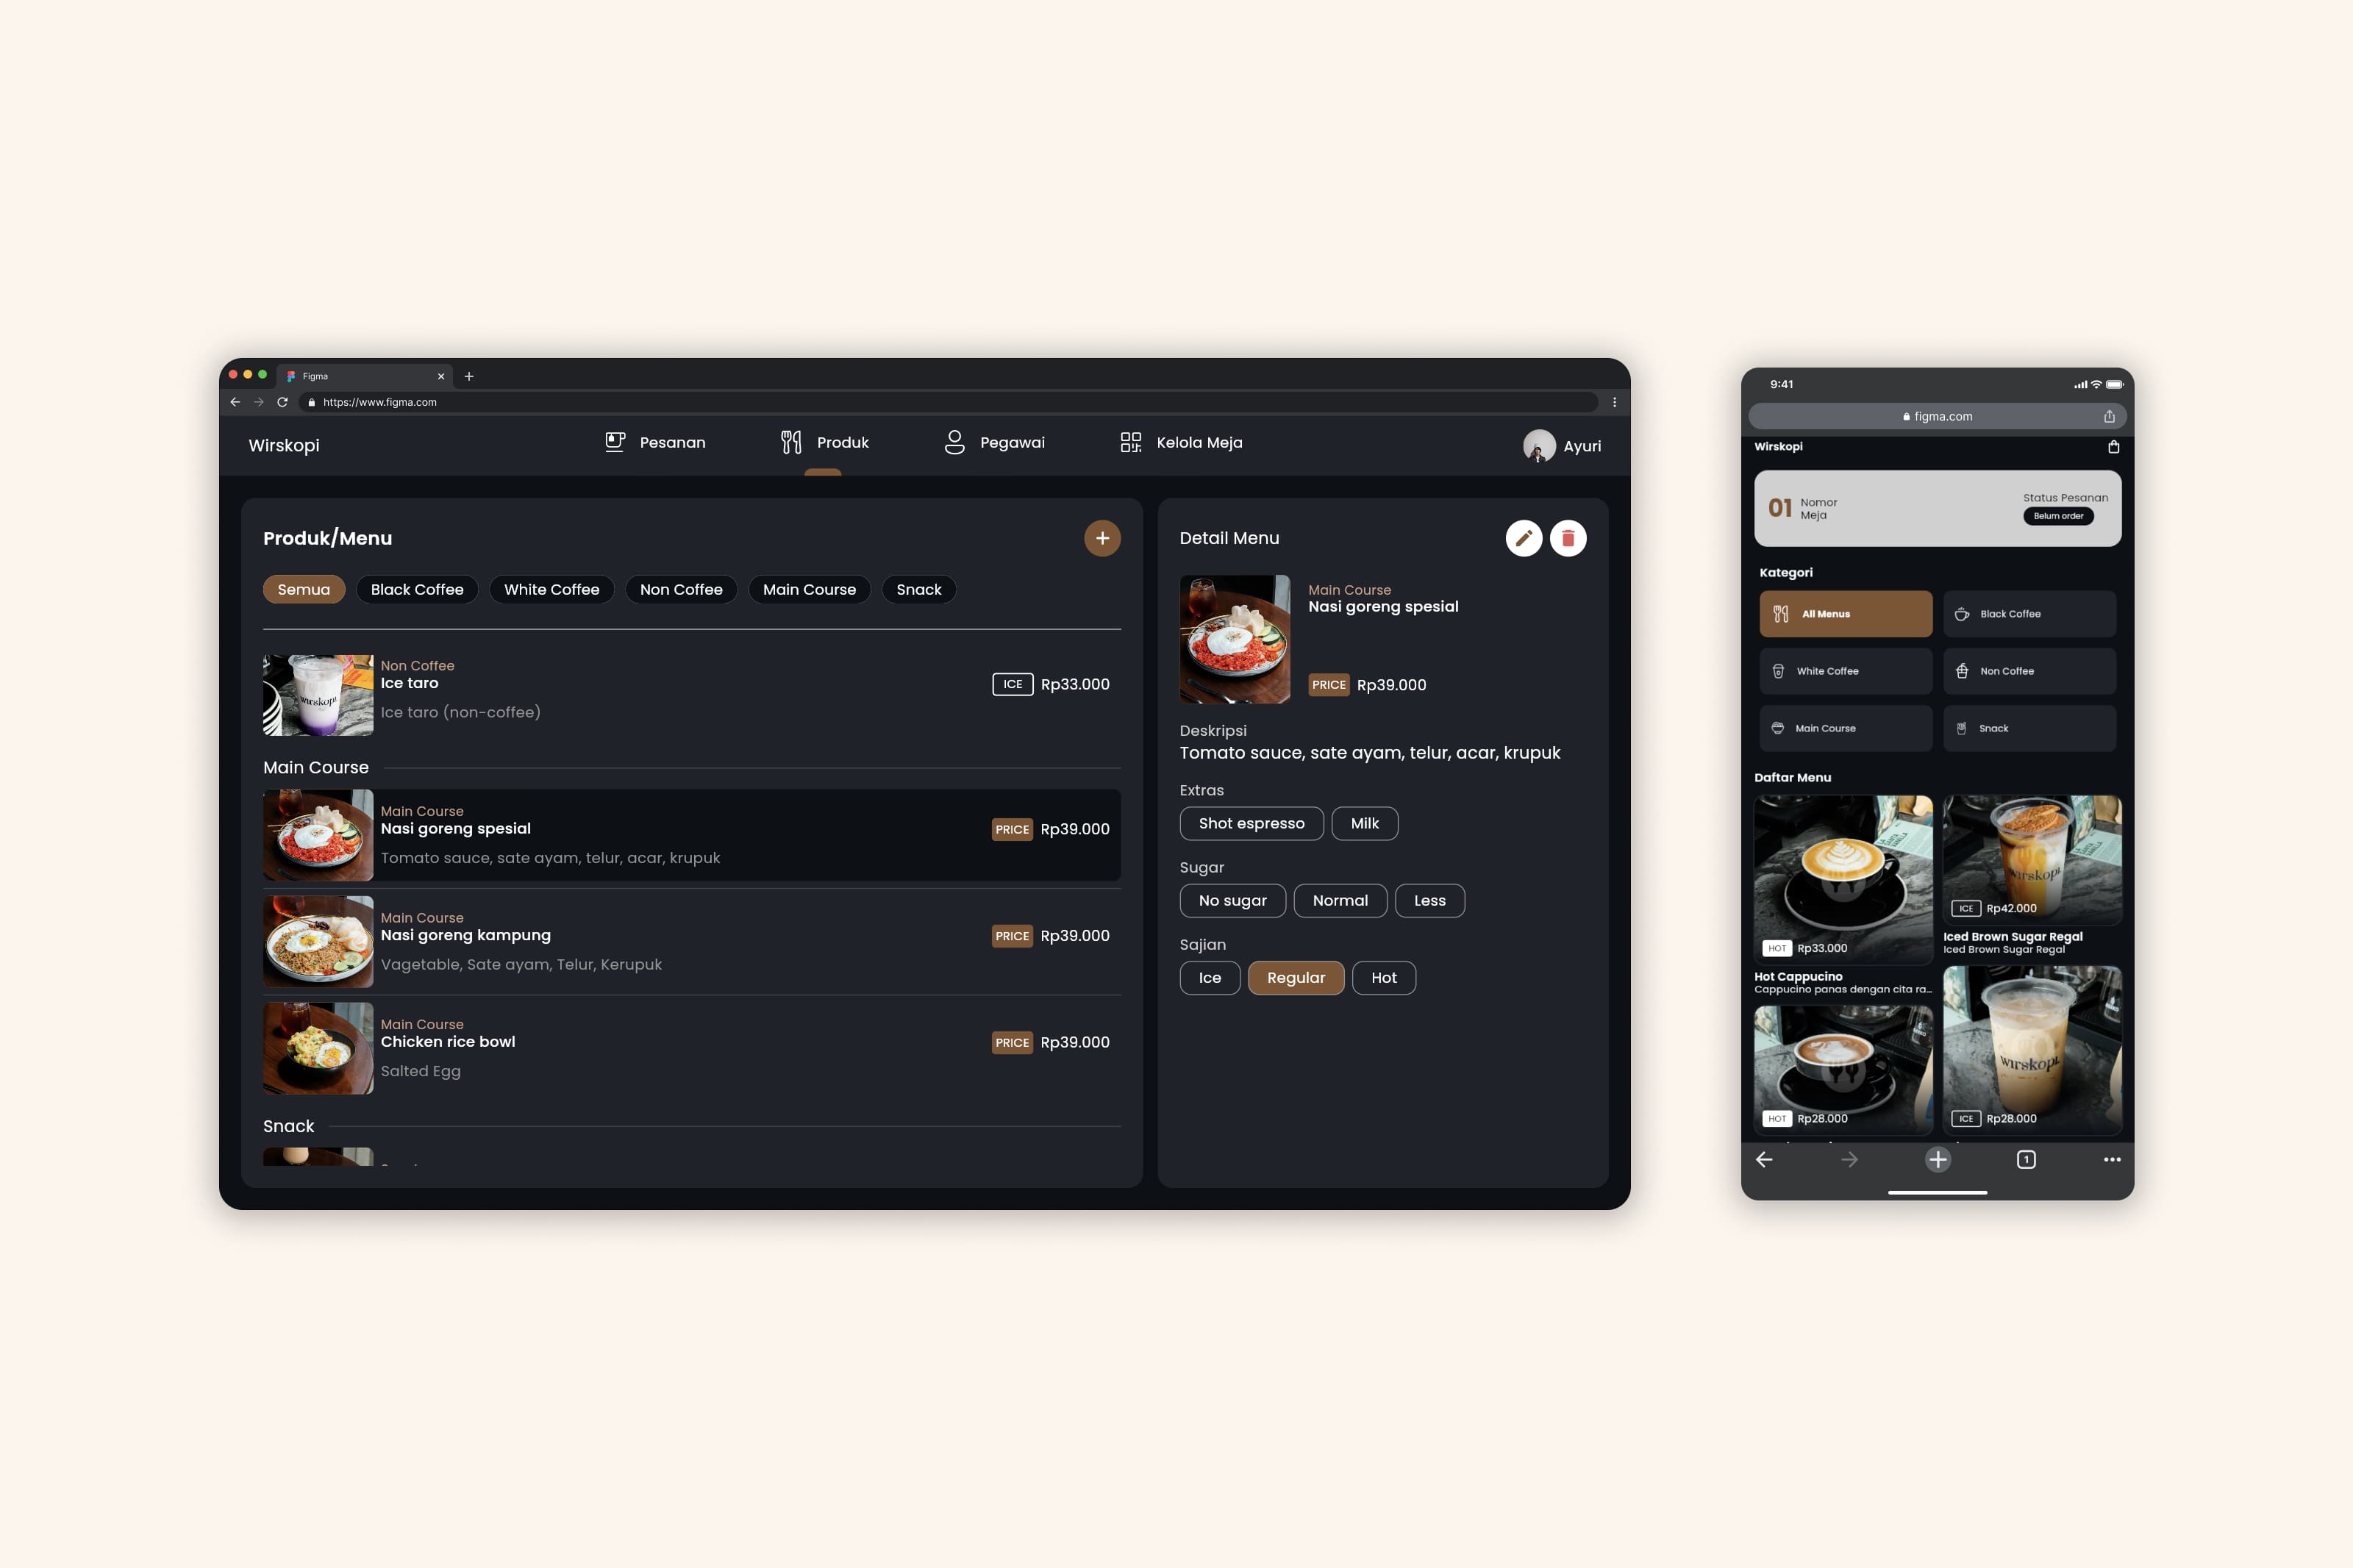 Figma
https://www.figma.com
Wirskopi
Pesanan
Produk
Pegawai
Kelola Meja
Ayuri
Produk/Menu
Semua
Black Coffee
White Coffee
Non Coffee
Main Course
Snack
wirskopi
Non Coffee
Ice taro
Ice taro (non-coffee)
ICE
Rp33.000
Main Course
Main Course
Nasi goreng spesial
Tomato sauce, sate ayam, telur, acar, krupuk
PRICE
Rp39.000
Main Course
Nasi goreng kampung
Vagetable, Sate ayam, Telur, Kerupuk
PRICE
Rp39.000
Main Course
Chicken rice bowl
Salted Egg
PRICE
Rp39.000
Snack
Detail Menu
Main Course
Nasi goreng spesial
PRICE
Rp39.000
Deskripsi
Tomato sauce, sate ayam, telur, acar, krupuk
Extras
Shot espresso
Milk
Sugar
No sugar
Normal
Less
Sajian
Ice
Regular
Hot
9:41
figma.com
Wirskopi
01
Nomor
Meja
Status Pesanan
Belum order
Kategori
All Menus
Black Coffee
White Coffee
Non Coffee
Main Course
Snack
Daftar Menu
HOT
Rp33.000
Hot Cappucino
Cappucino panas dengan cita ra...
wirskopi
ICE
Rp42.000
Iced Brown Sugar Regal
Iced Brown Sugar Regal
HOT
Rp28.000
wirskopi
ICE
Rp28.000
1